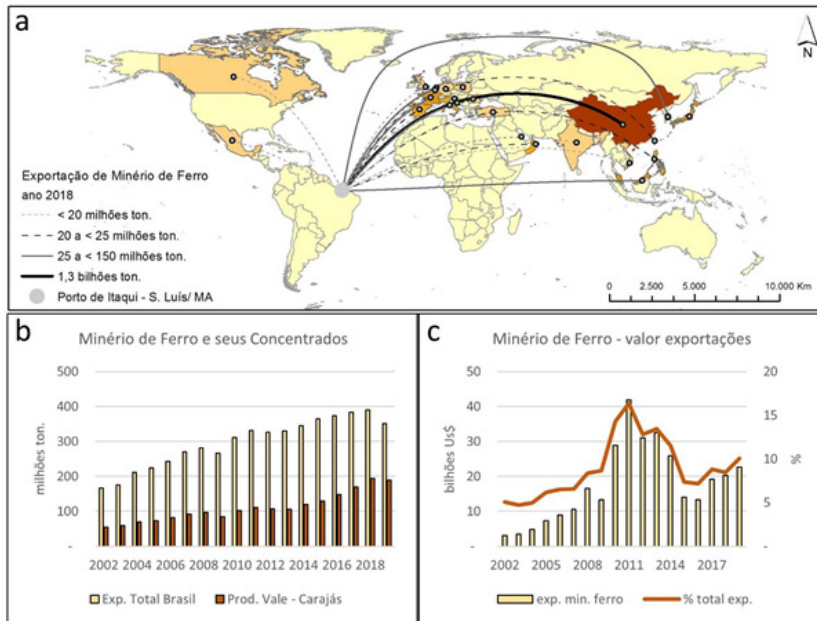 a
N
Exportação de Minério de Ferro
ano 2018
< 20 milhões ton.
20 a < 25 milhões ton.
25 a < 150 milhões ton.
1,3 bilhões ton.
Porto de Itaqui - S. Luís/ MA
0 2.500 5.000 10.000 Km
b
Minério de Ferro e seus Concentrados
500
400
300
200
100
-
milhões ton.
2002 2004 2006 2008 2010 2012 2014 2016 2018
Exp. Total Brasil Prod. Vale - Carajás
c
Minério de Ferro - valor exportações
50
40
30
20
10
-
bilhões Us$
20
15
10
5
-
%
2002 2005 2008 2011 2014 2017
exp. min. ferro % total exp.